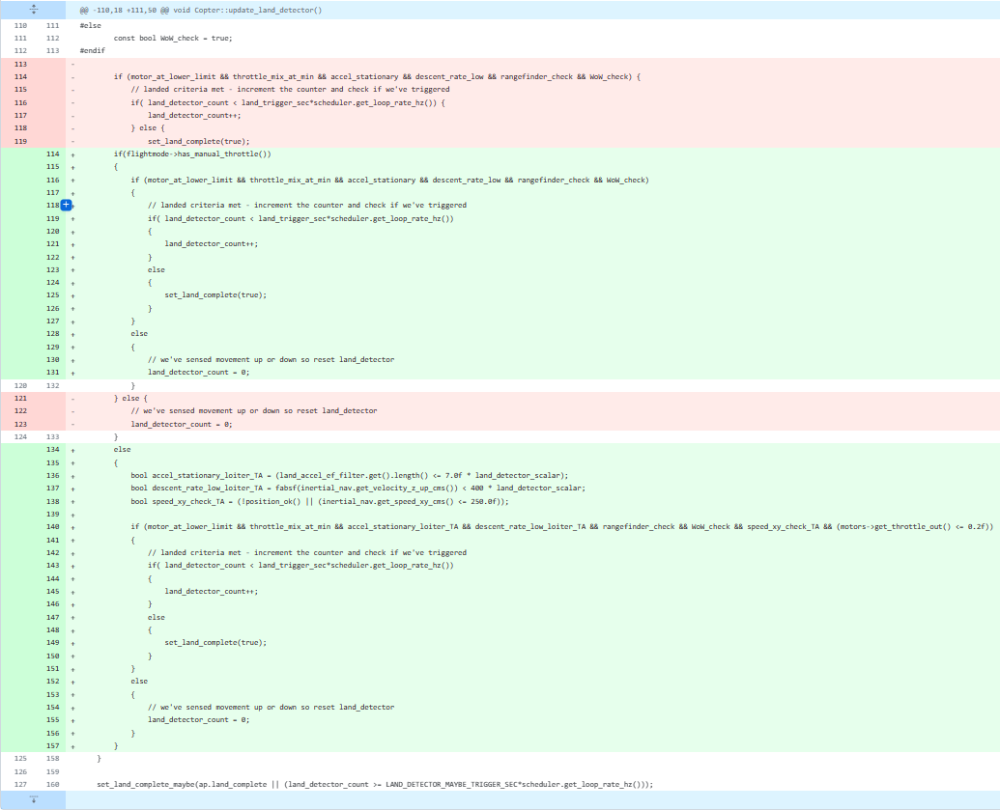 @@ -110,18 +111,50 @@ void Copter::update_land_detector()
110 111 #else
111 112 const bool WoW_check = true;
112 113 #endif
113 -
114 - if (motor_at_lower_limit && throttle_mix_at_min && accel_stationary && descent_rate_low && rangefinder_check && WoW_check) {
115 - // landed criteria met - increment the counter and check if we've triggered
116 - if( land_detector_count < land_trigger_sec*scheduler.get_loop_rate_hz()) {
117 - land_detector_count++;
118 - } else {
119 - set_land_complete(true);
114 + if(flightmode->has_manual_throttle())
115 + {
116 + if (motor_at_lower_limit && throttle_mix_at_min && accel_stationary && descent_rate_low && rangefinder_check && WoW_check)
117 + {
118 + // landed criteria met - increment the counter and check if we've triggered
119 + if( land_detector_count < land_trigger_sec*scheduler.get_loop_rate_hz())
120 + {
121 + land_detector_count++;
122 + }
123 + else
124 + {
125 + set_land_complete(true);
126 + }
127 + }
128 + else
129 + {
130 + // we've sensed movement up or down so reset land_detector
131 + land_detector_count = 0;
120 132 }
121 - } else {
122 - // we've sensed movement up or down so reset land_detector
123 - land_detector_count = 0;
124 133 }
134 + else
135 + {
136 + bool accel_stationary_loiter_TA = (land_accel_ef_filter.get().length() <= 7.0f * land_detector_scalar);
137 + bool descent_rate_low_loiter_TA = fabsf(inertial_nav.get_velocity_z_up_cms()) < 400 * land_detector_scalar;
138 + bool speed_xy_check_TA = (!position_ok() || (inertial_nav.get_speed_xy_cms() <= 250.0f));
139 +
140 + if (motor_at_lower_limit && throttle_mix_at_min && accel_stationary_loiter_TA && descent_rate_low_loiter_TA && rangefinder_check && WoW_check && speed_xy_check_TA && (motors->get_throttle_out() <= 0.2f))
141 + {
142 + // landed criteria met - increment the counter and check if we've triggered
143 + if( land_detector_count < land_trigger_sec*scheduler.get_loop_rate_hz())
144 + {
145 + land_detector_count++;
146 + }
147 + else
148 + {
149 + set_land_complete(true);
150 + }
151 + }
152 + else
153 + {
154 + // we've sensed movement up or down so reset land_detector
155 + land_detector_count = 0;
156 + }
157 + }
125 158 }
126 159
127 160 set_land_complete_maybe(ap.land_complete || (land_detector_count >= LAND_DETECTOR_MAYBE_TRIGGER_SEC*scheduler.get_loop_rate_hz()));